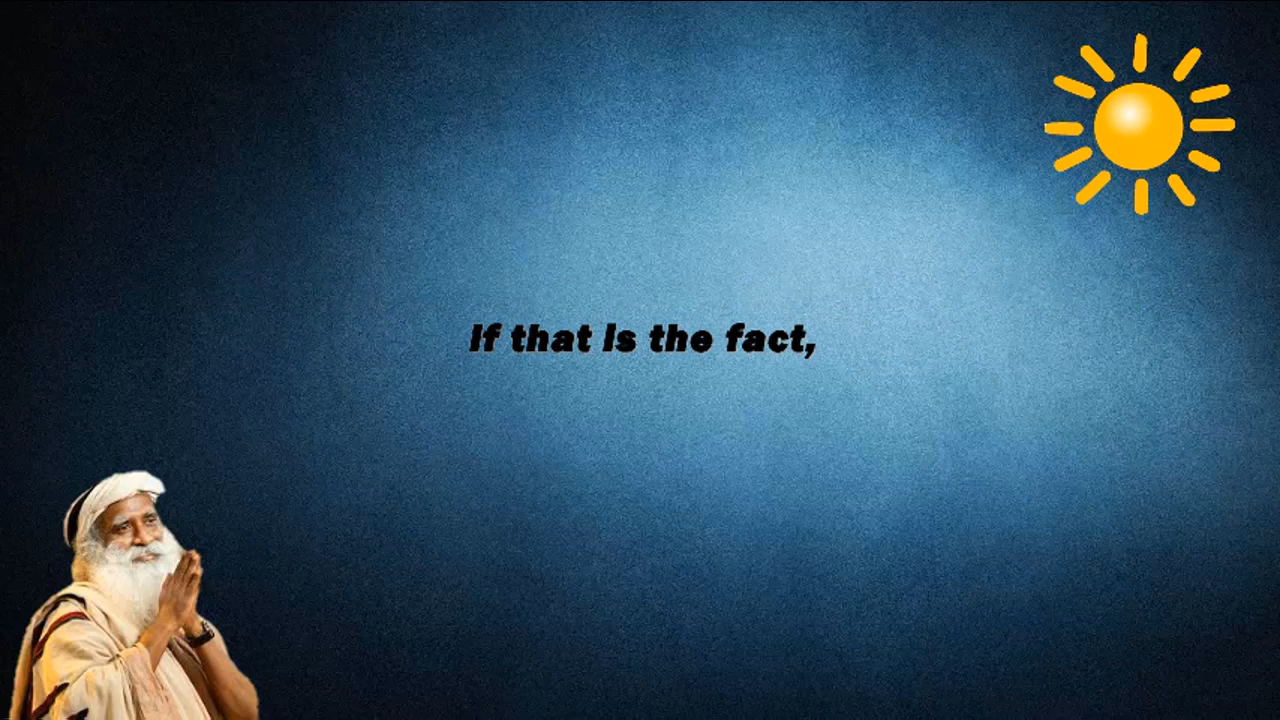 If that is the fact,